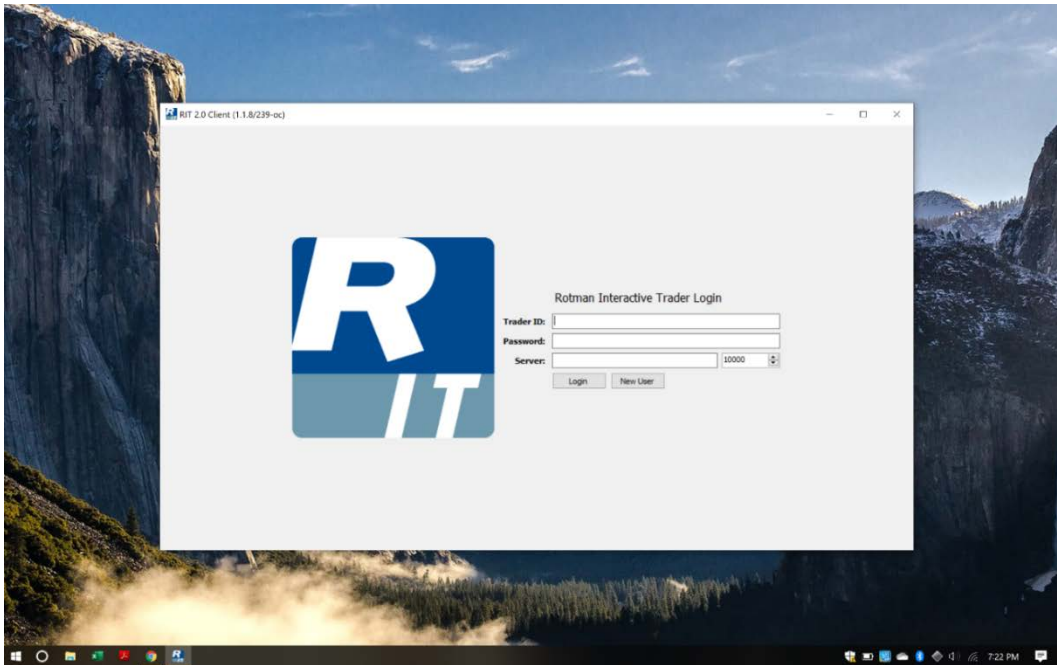 RIT 2.0 Client (1.1.8/239-oc)
R
IT
Rotman Interactive Trader Login
Trader ID:
Password:
Server:
10000
Login
New User
7:22 PM